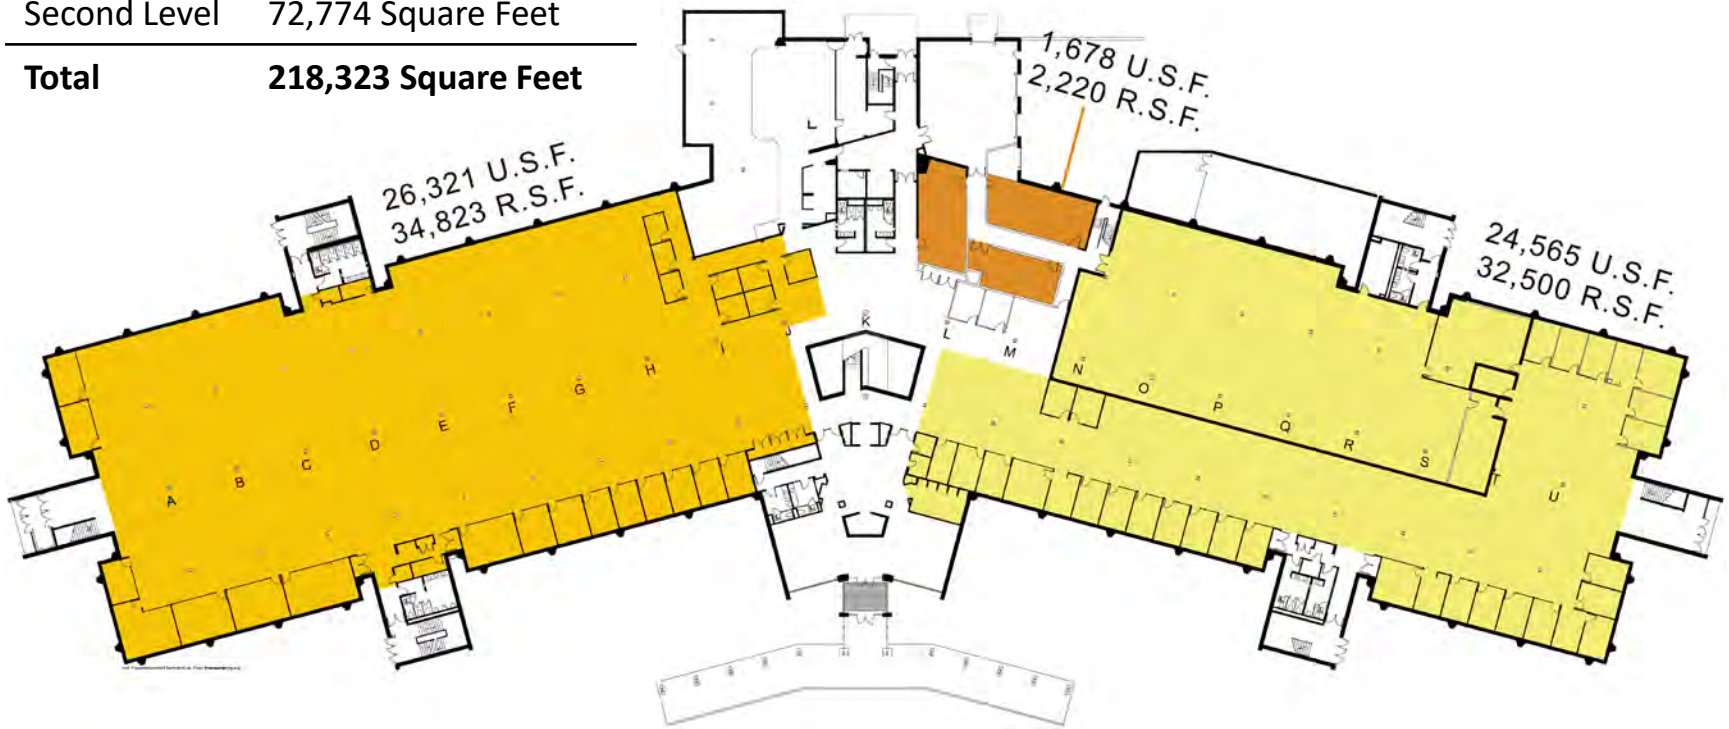 Second Level 72,774 Square Feet
Total 218,323 Square Feet
1,678 U.S.F.
2,220 R.S.F.
26,321 U.S.F.
34,823 R.S.F.
24,565 U.S.F.
32,500 R.S.F.
A
B
C
D
E
F
G
H
I
K
L
M
N
O
P
Q
R
S
T
U